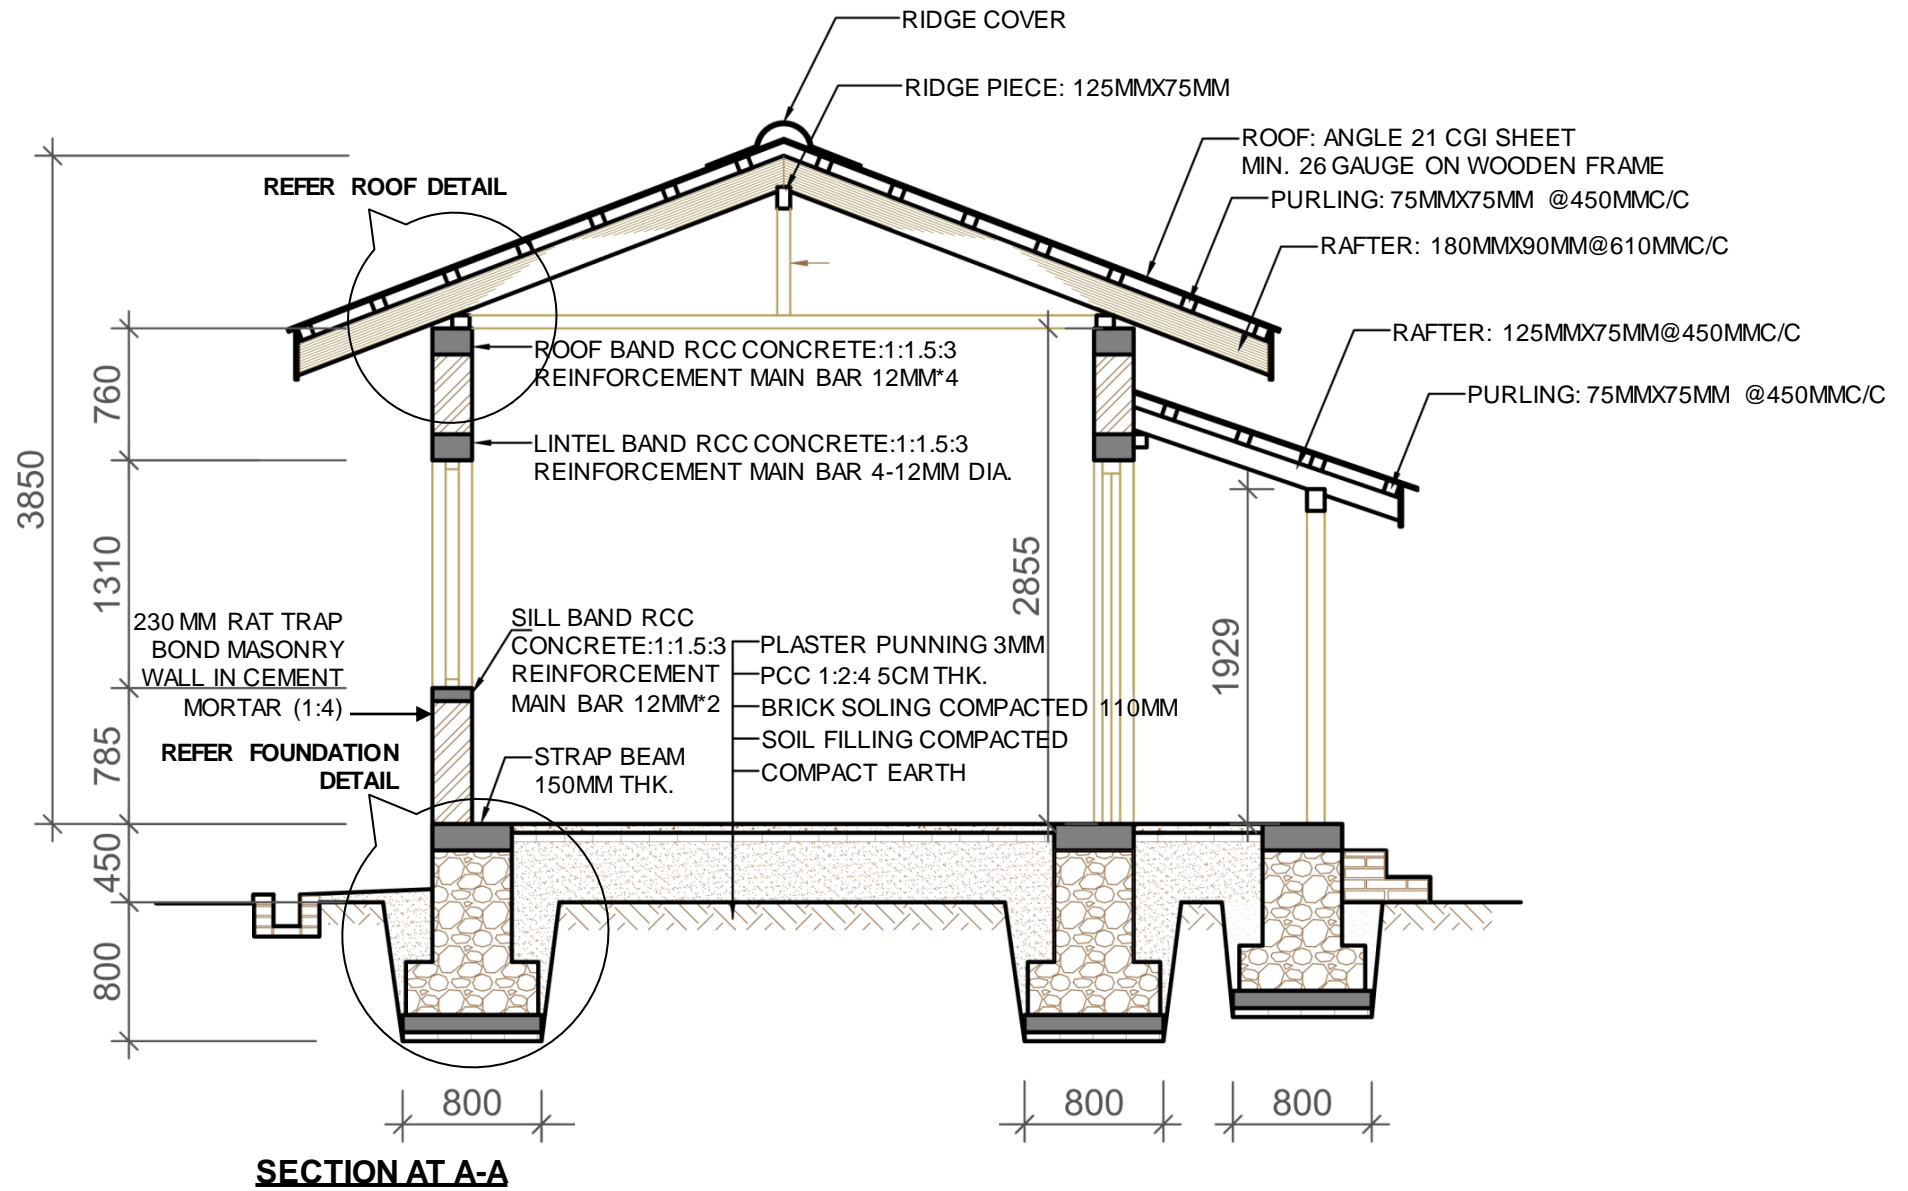 RIDGE COVER
RIDGE PIECE: 125MMX75MM
ROOF: ANGLE 21 CGI SHEET
MIN. 26 GAUGE ON WOODEN FRAME
REFER ROOF DETAIL
PURLING: 75MMX75MM @450MMC/C
RAFTER: 180MMX90MM@610MMC/C
RAFTER: 125MMX75MM@450MMC/C
ROOF BAND RCC CONCRETE:1:1.5:3
REINFORCEMENT MAIN BAR 12MM*4
PURLING: 75MMX75MM @450MMC/C
760
LINTEL BAND RCC CONCRETE:1:1.5:3
REINFORCEMENT MAIN BAR 4-12MM DIA.
3850
1310
2855
1929
230 MM RAT TRAP
BOND MASONRY
WALL IN CEMENT
MORTAR (1:4)
SILL BAND RCC
CONCRETE:1:1.5:3
REINFORCEMENT
MAIN BAR 12MM*2
PLASTER PUNNING 3MM
PCC 1:2:4 5CM THK.
BRICK SOLING COMPACTED 110MM
SOIL FILLING COMPACTED
COMPACT EARTH
785
REFER FOUNDATION
DETAIL
STRAP BEAM
150MM THK.
450
800
800
800
800
SECTION AT A-A